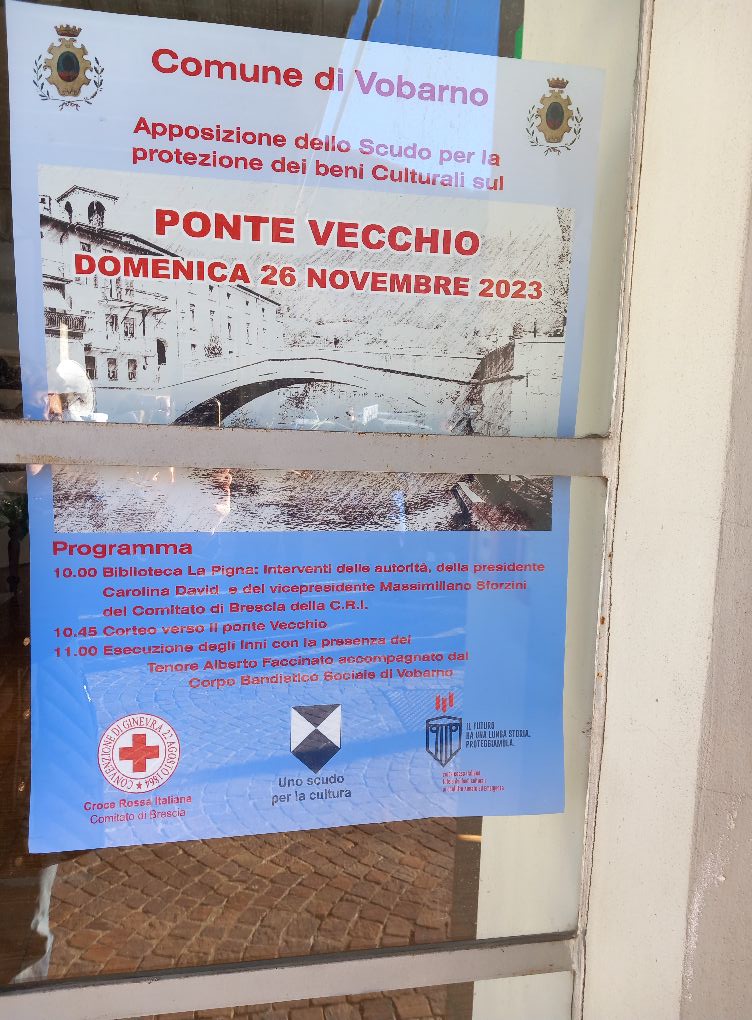 Comune di Vobarno
Apposizione dello Scudo per la
protezione dei beni Culturali sul
PONTE VECCHIO
DOMENICA 26 NOVEMBRE 2023
Programma
10.00 Biblioteca La Pigna: Interventi delle autorità, della presidente
Carolina David e del vicepresidente Massimiliano Sforzini
del Comitato di Brescia della C.R.I.
10.45 Corteo verso il ponte Vecchio
11.00 Esecuzione degli Inni con la presenza del
Tenore Alberto Faccinato accompagnato dal
Corpo Bandistico Sociale di Vobarno
CONVENZIONE DI GINEVRA 22 AGOSTO 1864
Croce Rossa Italiana
Comitato di Brescia
Uno scudo
per la cultura
IL FUTURO
HA UNA LUNGA STORIA.
PROTEGGIAMOLA.